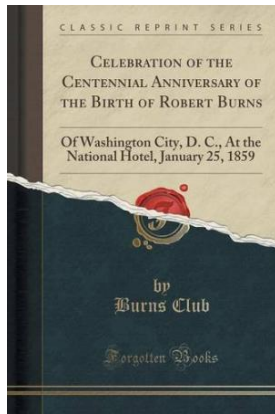 CLASSIC REPRINT SERIES
CELEBRATION OF THE
CENTENNIAL ANNIVERSARY OF
THE BIRTH OF ROBERT BURNS
Of Washington City, D. C., At the
National Hotel, January 25, 1859
by
Burns Club
Forgotten Books